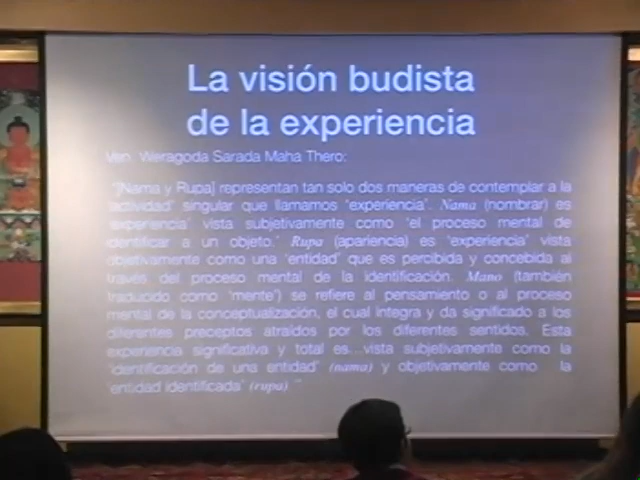 La visión budista
de la experiencia
Ven. Weragoda Sarada Maha Thero:
"[Nama y Rupa] representan tan solo dos maneras de contemplar a la
'actividad' singular que llamamos 'experiencia'. Nama (nombrar) es
'experiencia' vista subjetivamente como 'el proceso mental de
identificar a un objeto.' Rupa (apariencia) es 'experiencia' vista
objetivamente como una 'entidad' que es percibida y concebida al
través del proceso mental de la identificación. Mano (también
traducido como 'mente') se refiere al pensamiento o al proceso
mental de la conceptualización, el cual integra y da significado a los
diferentes preceptos atraídos por los diferentes sentidos. Esta
experiencia significativa y total es...vista subjetivamente como la
'identificación de una entidad' (nama) y objetivamente como la
'entidad identificada' (rupa)."